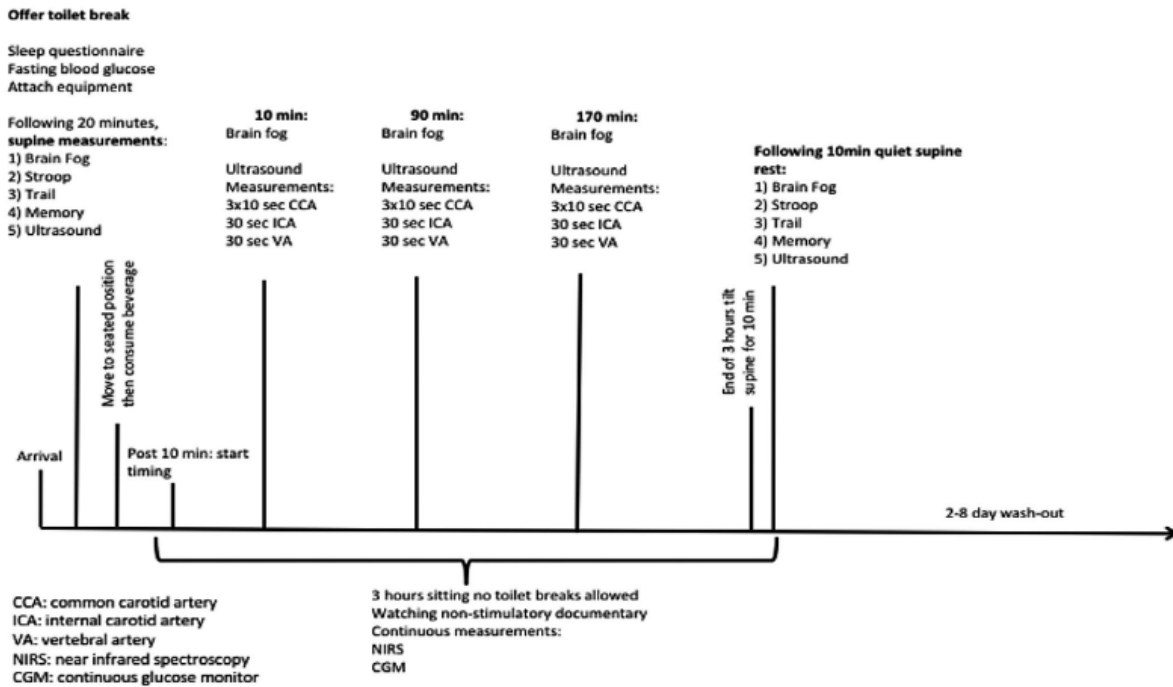 Offer toilet break
Sleep questionnaire
Fasting blood glucose
Attach equipment
Following 20 minutes,
supine measurements:
1) Brain Fog
2) Stroop
3) Trail
4) Memory
5) Ultrasound
Arrival
Move to seated position
then consume beverage
Post 10 min: start
timing
10 min:
Brain fog
Ultrasound
Measurements:
3x10 sec CCA
30 sec ICA
30 sec VA
90 min:
Brain fog
Ultrasound
Measurements:
3x10 sec CCA
30 sec ICA
30 sec VA
170 min:
Brain fog
Ultrasound
Measurements:
3x10 sec CCA
30 sec ICA
30 sec VA
End of 3 hours tilt
supine for 10 min
Following 10min quiet supine
rest:
1) Brain Fog
2) Stroop
3) Trail
4) Memory
5) Ultrasound
2-8 day wash-out
3 hours sitting no toilet breaks allowed
Watching non-stimulatory documentary
Continuous measurements:
NIRS
CGM
CCA: common carotid artery
ICA: internal carotid artery
VA: vertebral artery
NIRS: near infrared spectroscopy
CGM: continuous glucose monitor